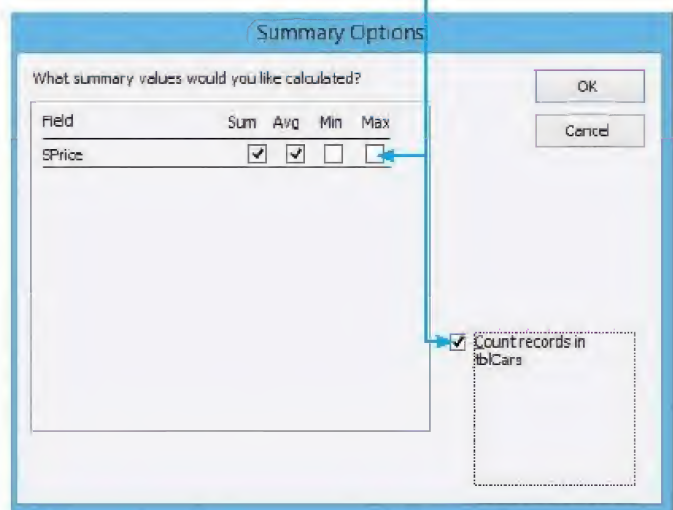 Summary Options
What summary values would you like calculated?
OK
Cancel
Field Sum Avg Min Max
SPrice
Count records in
tblCars